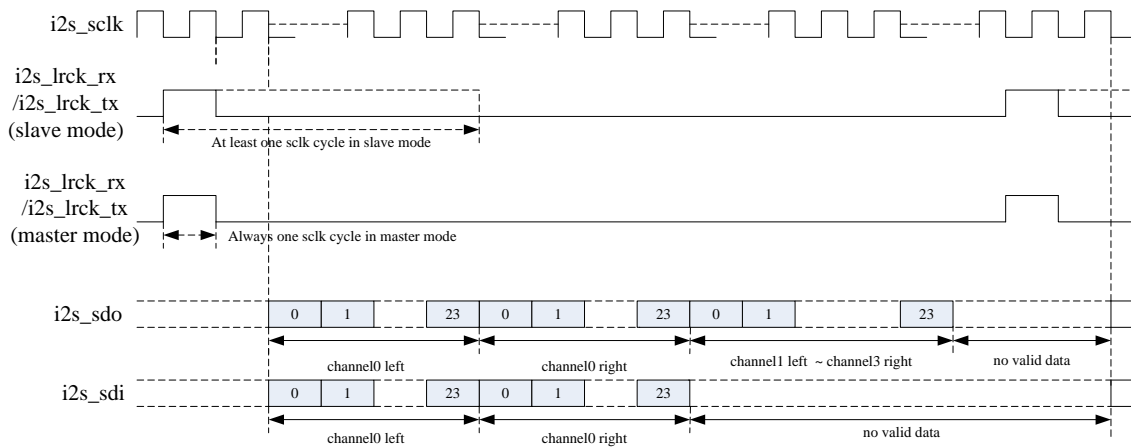 i2s_sclk
i2s_lrck_rx
/i2s_lrck_tx
(slave mode)
At least one sclk cycle in slave mode
i2s_lrck_rx
/i2s_lrck_tx
(master mode)
Always one sclk cycle in master mode
i2s_sdo
0 1 23 0 1 23 0 1 23
channel0 left channel0 right channel1 left ~ channel3 right no valid data
i2s_sdi
0 1 23 0 1 23
channel0 left channel0 right no valid data